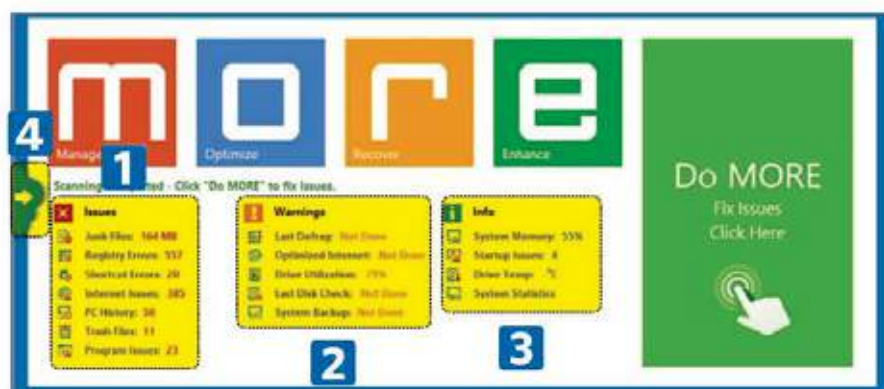 m o r e
Manage Optimize Recover Enhance
4
1
Do MORE
Fix Issues
Click Here
Click "Do MORE" to fix issues.
Issues
Junk Files: 164 MB
Registry Errors: 557
Shortcut Errors: 20
Internet Issues: 385
PC History: 50
Trash Files: 11
Program Issues: 23
Warnings
Last Defrag: Not Done
Optimized Internet: Not Done
Drive Utilization: 79%
Last Disk Check: Not Done
System Backup: Not Done
2
Info
System Memory: 55%
Startup Issues: 4
Drive Temp: °C
System Statistics
3